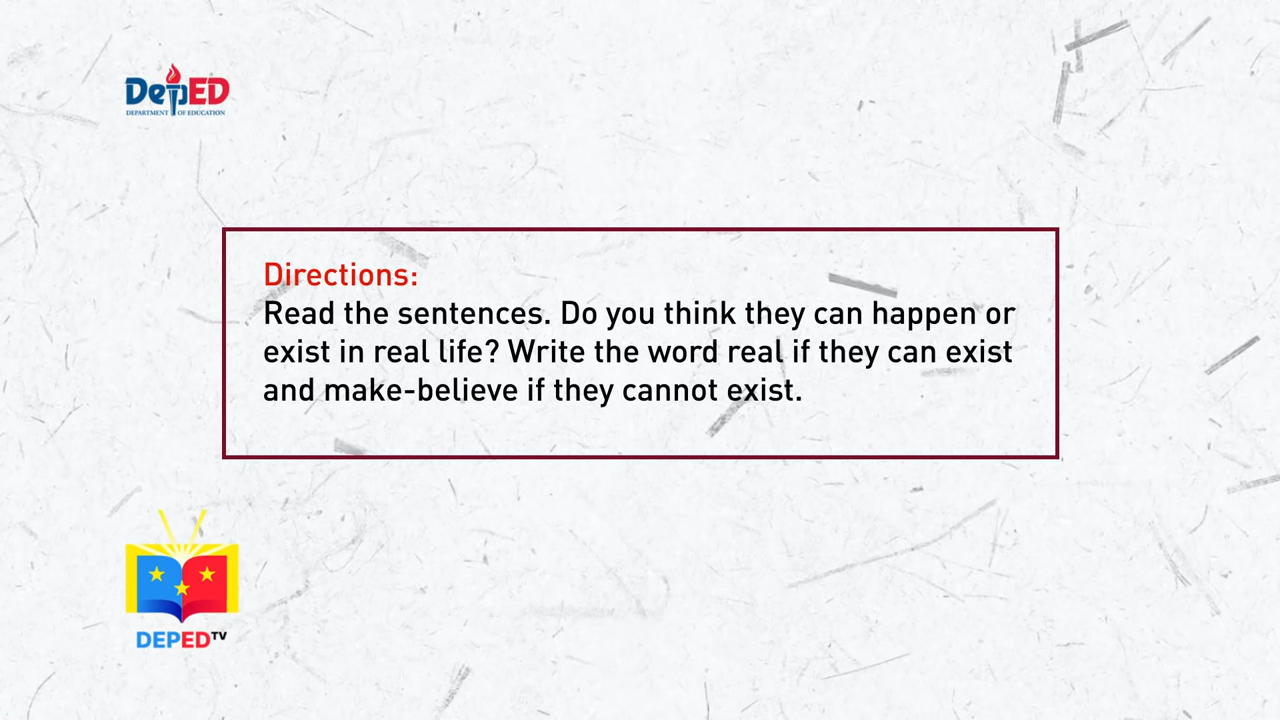 DepED
DEPARTMENT OF EDUCATION
Directions:
Read the sentences. Do you think they can happen or
exist in real life? Write the word real if they can exist
and make-believe if they cannot exist.
DEPED TV